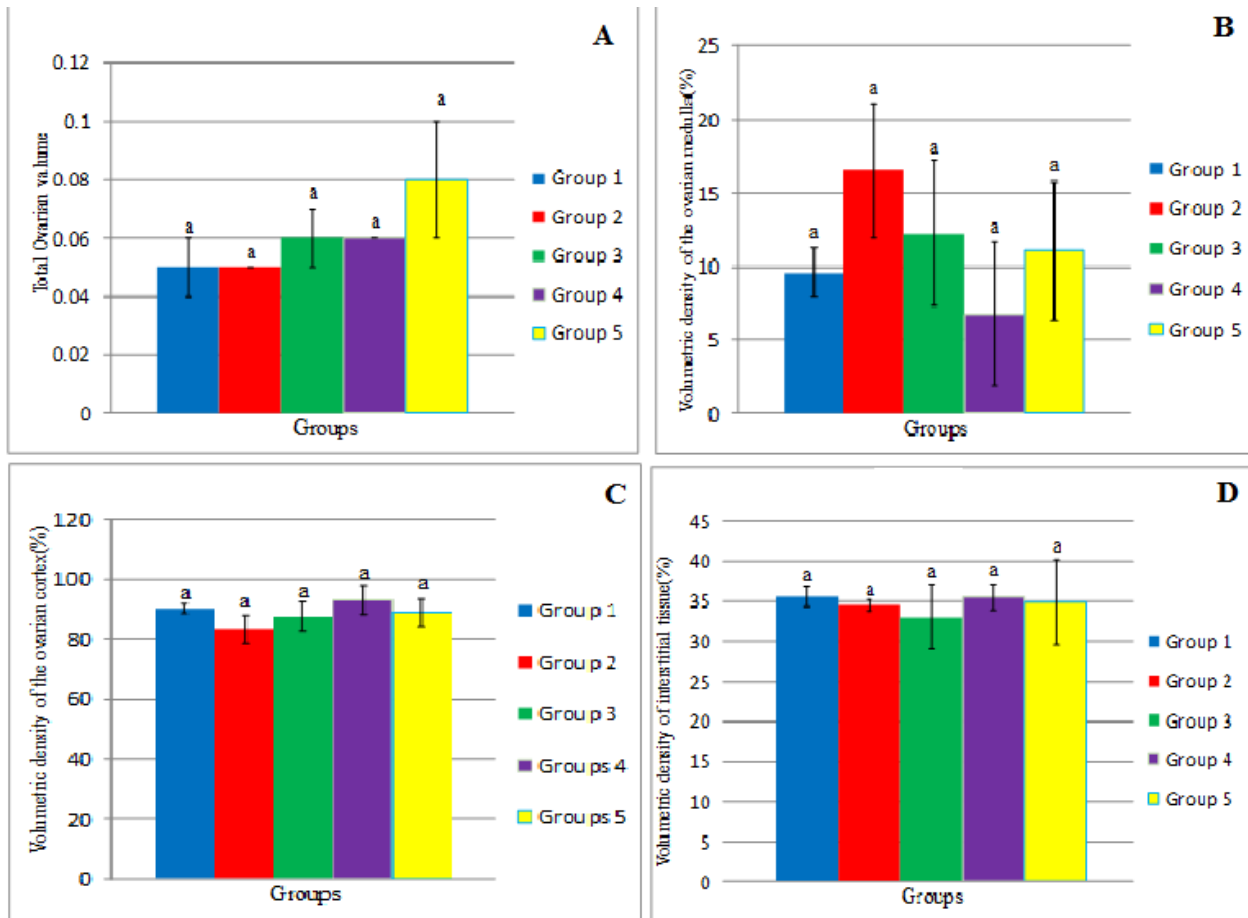 A
Total Ovarian valume
0.12
0.1
0.08
0.06
0.04
0.02
0
a
a
a
a
a
Groups
Group 1
Group 2
Group 3
Group 4
Group 5
B
Volumetric density of the ovarian medulla(%)
25
20
15
10
5
0
a
a
a
a
a
Groups
Group 1
Group 2
Group 3
Group 4
Group 5
C
Volumetric density of the ovarian cortex(%)
120
100
80
60
40
20
0
a
a
a
a
a
Groups
Group 1
Group 2
Group 3
Groups 4
Groups 5
D
Volumetric density of interstitial tissue(%)
45
40
35
30
25
20
15
10
5
0
a
a
a
a
a
Groups
Group 1
Group 2
Group 3
Group 4
Group 5